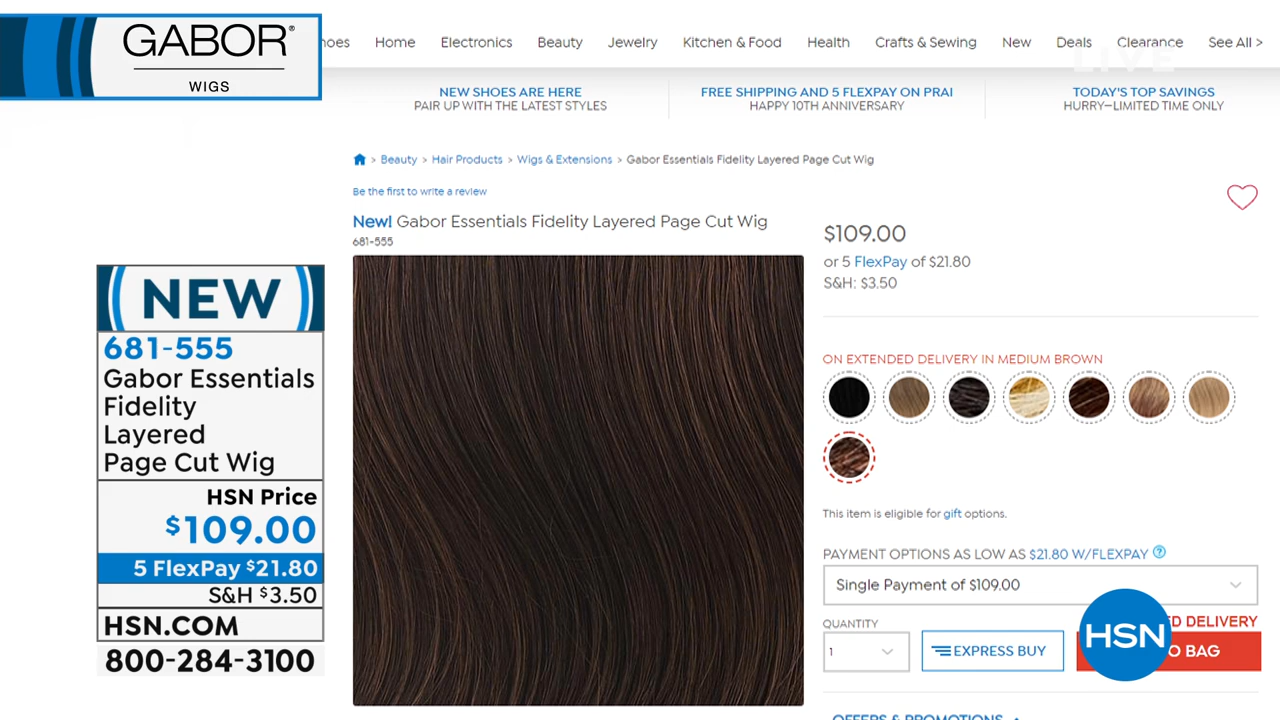 GABOR®
WIGS
Home Electronics Beauty Jewelry Kitchen & Food Health Crafts & Sewing New Deals Clearance See All >
LIVE
NEW SHOES ARE HERE
PAIR UP WITH THE LATEST STYLES
FREE SHIPPING AND 5 FLEXPAY ON PRAI
HAPPY 10TH ANNIVERSARY
TODAY'S TOP SAVINGS
HURRY—LIMITED TIME ONLY
> Beauty > Hair Products > Wigs & Extensions > Gabor Essentials Fidelity Layered Page Cut Wig
Be the first to write a review
New! Gabor Essentials Fidelity Layered Page Cut Wig
681-555
$109.00
or 5 FlexPay of $21.80
S&H: $3.50
ON EXTENDED DELIVERY IN MEDIUM BROWN
This item is eligible for gift options.
PAYMENT OPTIONS AS LOW AS $21.80 W/FLEXPAY ?
Single Payment of $109.00
QUANTITY
1
EXPRESS BUY
ED DELIVERY
O BAG
HSN
OFFERS & PROMOTIONS
NEW
681-555
Gabor Essentials
Fidelity
Layered
Page Cut Wig
HSN Price
$109.00
5 FlexPay $21.80
S&H $3.50
HSN.COM
800-284-3100